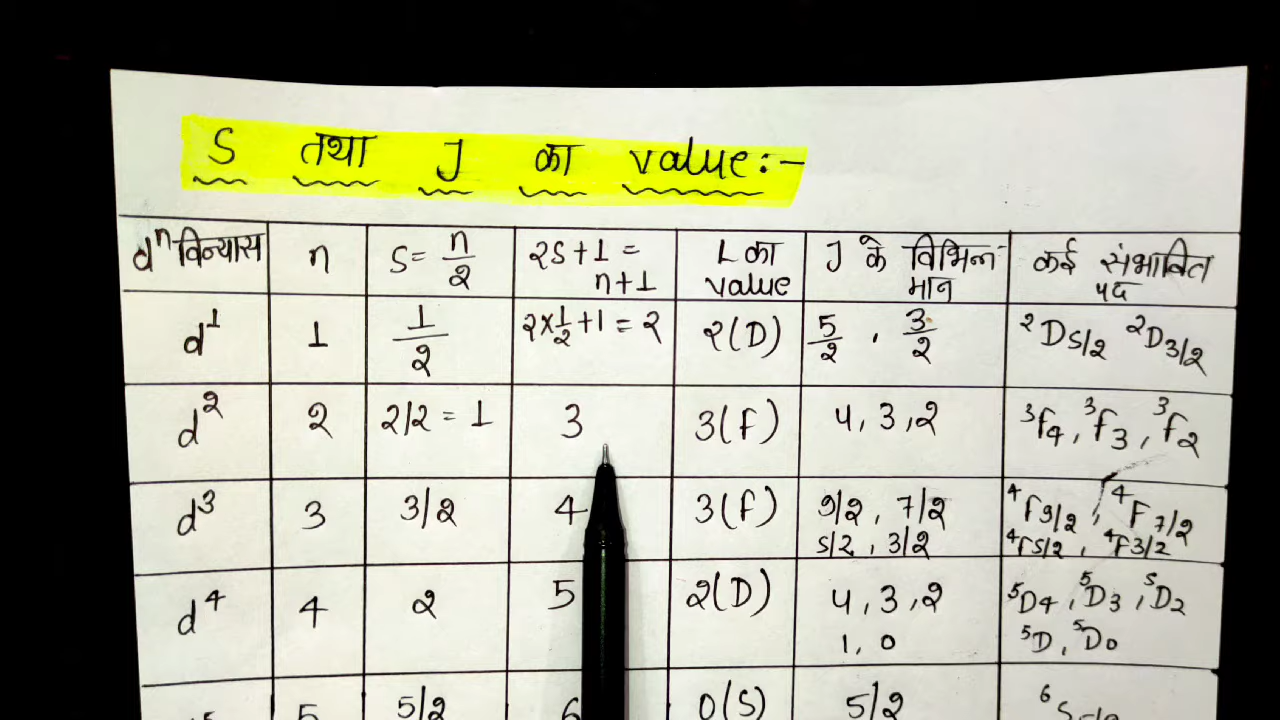 S तथा J का value:-
dⁿ विन्यास n S= n/2 2S+1 = n+1 L का value J के विभिन्न मान कई संभावित पद
d¹ 1 1/2 2×1/2+1 = 2 2(D) 5/2 , 3/2 ²D5/2 ²D3/2
d² 2 2/2 = 1 3 3(F) 4, 3, 2 ³f4, ³f3, ³f2
d³ 3 3/2 4 3(F) 9/2, 7/2 ⁴F9/2, ⁴F7/2
5/2, 3/2 ⁴F5/2, ⁴F3/2
d⁴ 4 2 5 2(D) 4, 3, 2 ⁵D4, ⁵D3, ⁵D2
1, 0 ⁵D, ⁵D0
5 5/2 6 0(S) 5/2